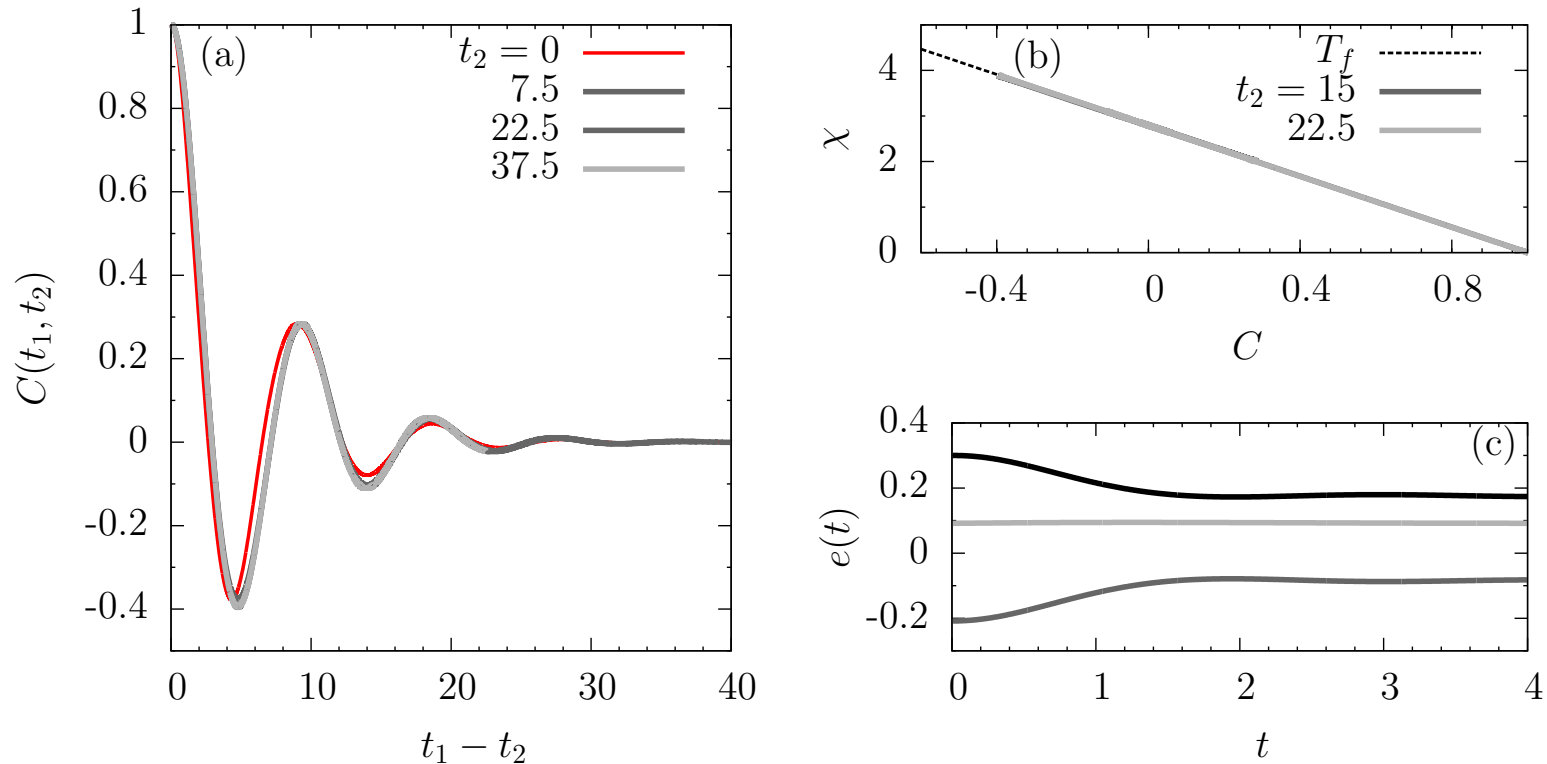 (a)
t₂ = 0
7.5
22.5
37.5
1
0.8
0.6
0.4
0.2
0
-0.2
-0.4
C(t₁, t₂)
0 10 20 30 40
t₁ − t₂
(b)
T_f
t₂ = 15
22.5
4
2
0
χ
-0.4 0 0.4 0.8
C
(c)
0.4
0.2
0
-0.2
e(t)
0 1 2 3 4
t